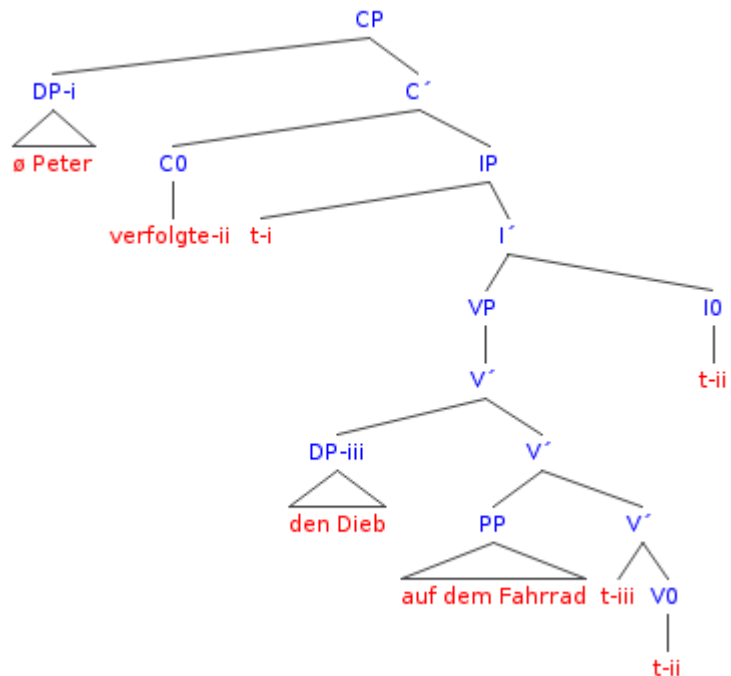 CP
DP-i C´
ø Peter C0 IP
verfolgte-ii t-i I´
VP I0
V´ t-ii
DP-iii V´
den Dieb PP V´
auf dem Fahrrad t-iii V0
t-ii